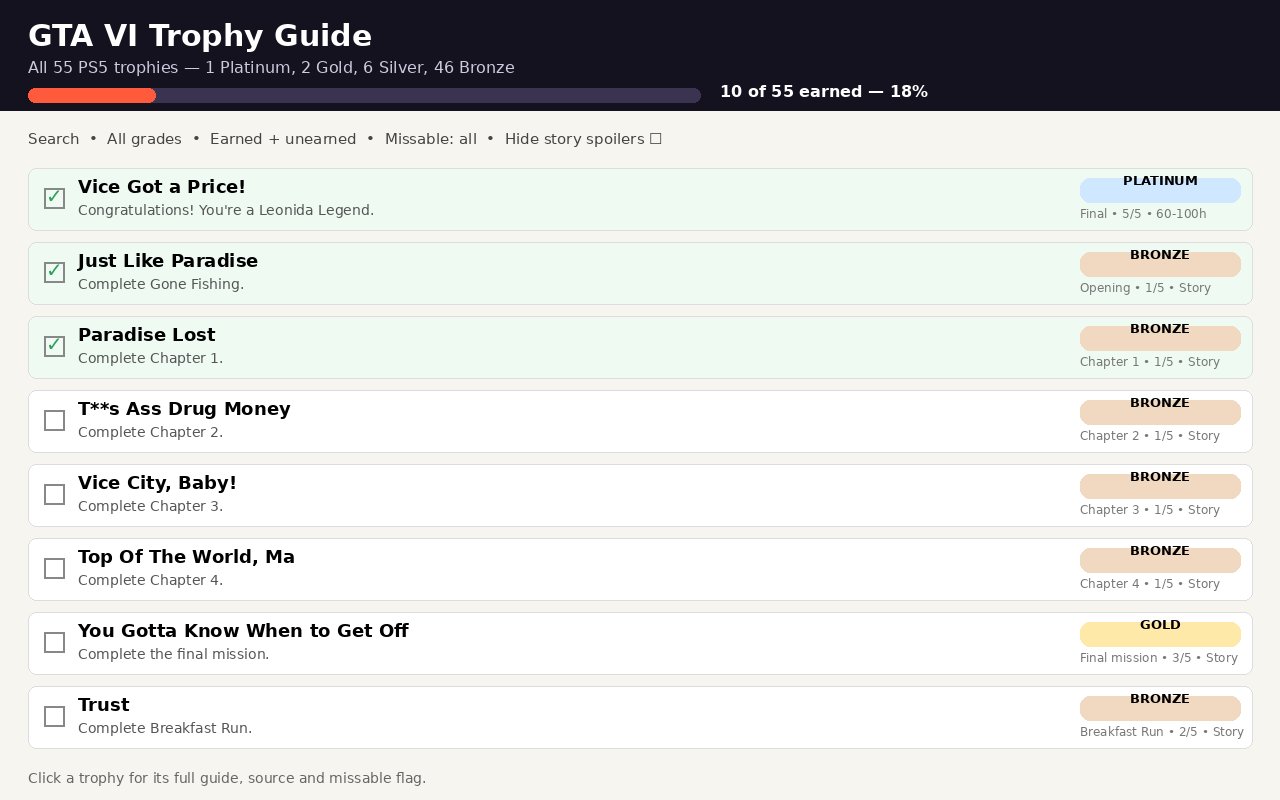 GTA VI Trophy Guide
All 55 PS5 trophies — 1 Platinum, 2 Gold, 6 Silver, 46 Bronze
10 of 55 earned — 18%
Search • All grades • Earned + unearned • Missable: all • Hide story spoilers ☐
✓ Vice Got a Price!
Congratulations! You're a Leonida Legend.
PLATINUM
Final • 5/5 • 60-100h
✓ Just Like Paradise
Complete Gone Fishing.
BRONZE
Opening • 1/5 • Story
✓ Paradise Lost
Complete Chapter 1.
BRONZE
Chapter 1 • 1/5 • Story
T**s Ass Drug Money
Complete Chapter 2.
BRONZE
Chapter 2 • 1/5 • Story
Vice City, Baby!
Complete Chapter 3.
BRONZE
Chapter 3 • 1/5 • Story
Top Of The World, Ma
Complete Chapter 4.
BRONZE
Chapter 4 • 1/5 • Story
You Gotta Know When to Get Off
Complete the final mission.
GOLD
Final mission • 3/5 • Story
Trust
Complete Breakfast Run.
BRONZE
Breakfast Run • 2/5 • Story
Click a trophy for its full guide, source and missable flag.